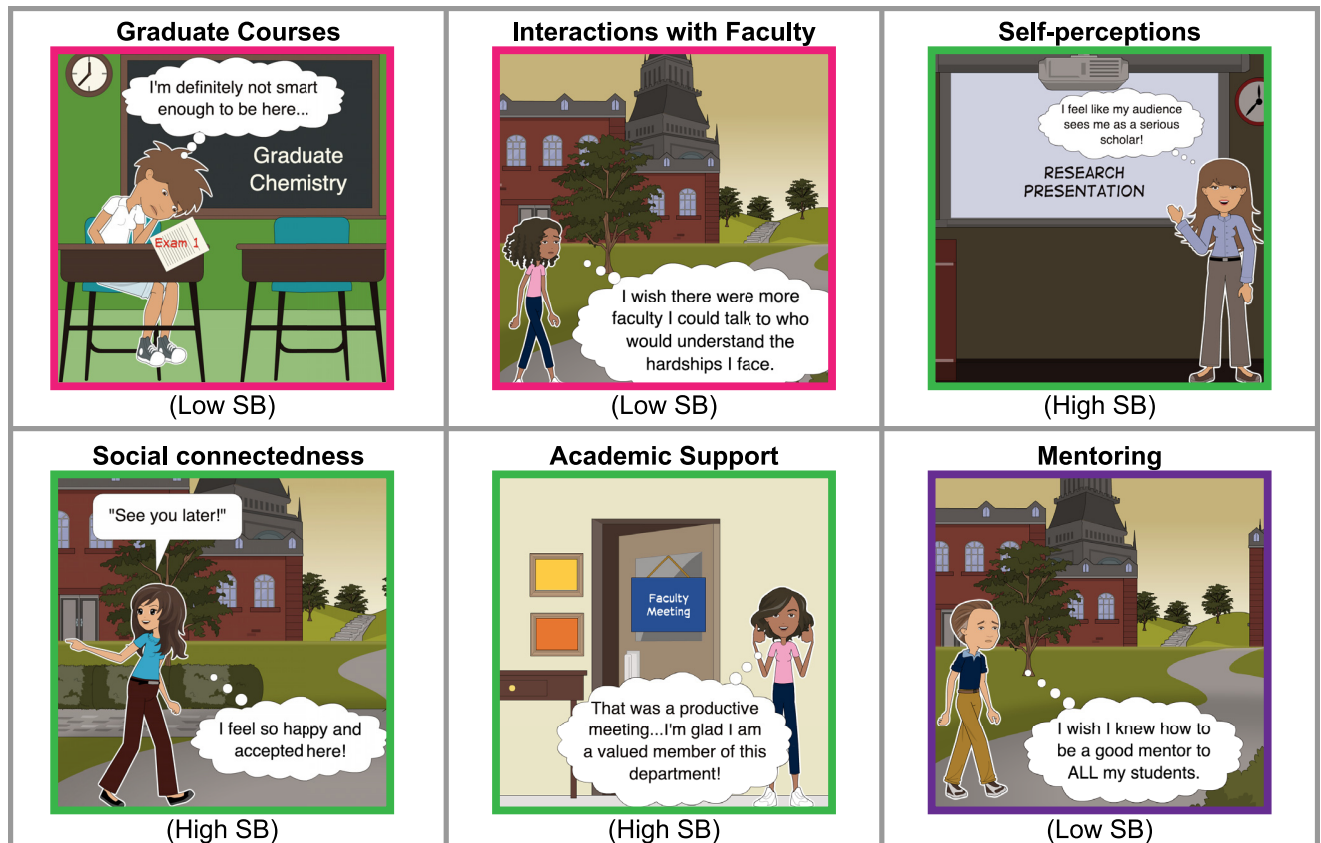 Graduate Courses
I'm definitely not smart
enough to be here...
Graduate
Chemistry
Exam 1
(Low SB)
Interactions with Faculty
I wish there were more
faculty I could talk to who
would understand the
hardships I face.
(Low SB)
Self-perceptions
I feel like my audience
sees me as a serious
scholar!
RESEARCH
PRESENTATION
(High SB)
Social connectedness
"See you later!"
I feel so happy and
accepted here!
(High SB)
Academic Support
Faculty
Meeting
That was a productive
meeting...I'm glad I am
a valued member of this
department!
(High SB)
Mentoring
I wish I knew how to
be a good mentor to
ALL my students.
(Low SB)